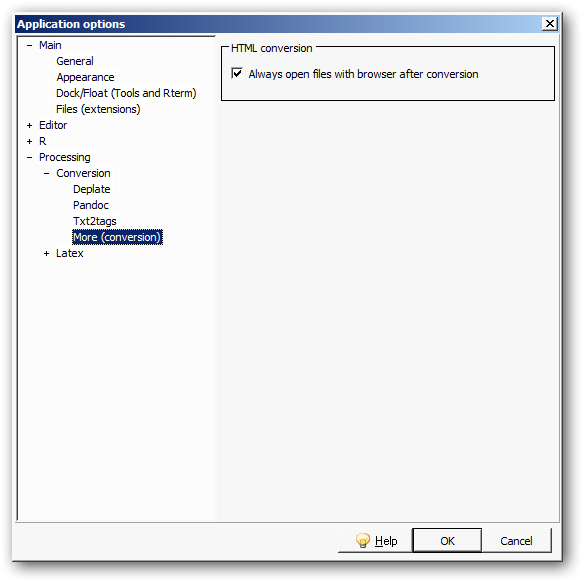 Application options
Main
General
Appearance
Dock/Float (Tools and Rterm)
Files (extensions)
Editor
R
Processing
Conversion
Deplate
Pandoc
Txt2tags
More (conversion)
Latex
HTML conversion
Always open files with browser after conversion
Help
OK
Cancel